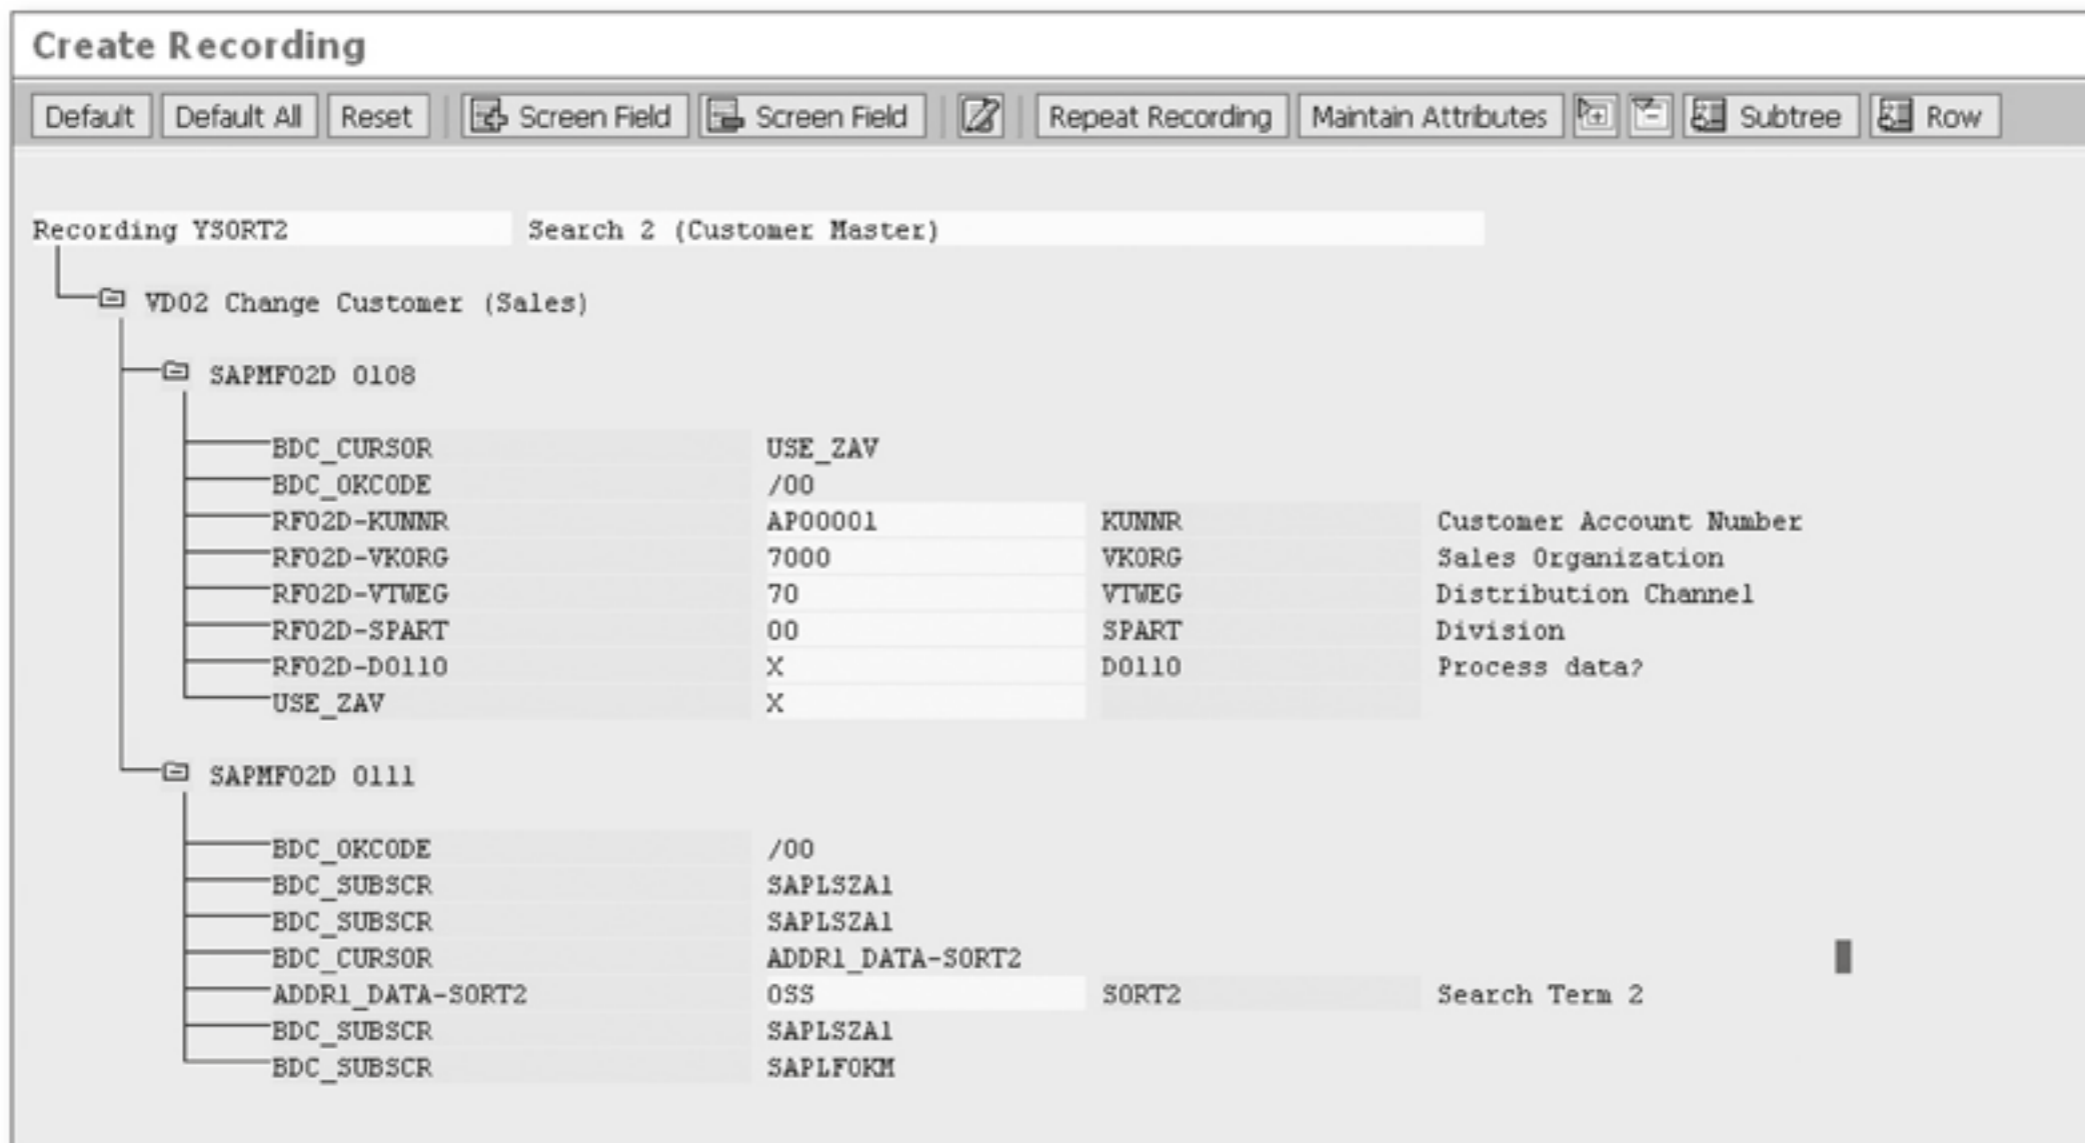 Create Recording
Default Default All Reset Screen Field Screen Field Repeat Recording Maintain Attributes Subtree Row
Recording YSORT2 Search 2 (Customer Master)
VD02 Change Customer (Sales)
SAPMF02D 0108
BDC_CURSOR USE_ZAV
BDC_OKCODE /00
RF02D-KUNNR AP00001 KUNNR Customer Account Number
RF02D-VKORG 7000 VKORG Sales Organization
RF02D-VTWEG 70 VTWEG Distribution Channel
RF02D-SPART 00 SPART Division
RF02D-D0110 X D0110 Process data?
USE_ZAV X
SAPMF02D 0111
BDC_OKCODE /00
BDC_SUBSCR SAPLSZA1
BDC_SUBSCR SAPLSZA1
BDC_CURSOR ADDR1_DATA-SORT2
ADDR1_DATA-SORT2 OSS SORT2 Search Term 2
BDC_SUBSCR SAPLSZA1
BDC_SUBSCR SAPLF0KM